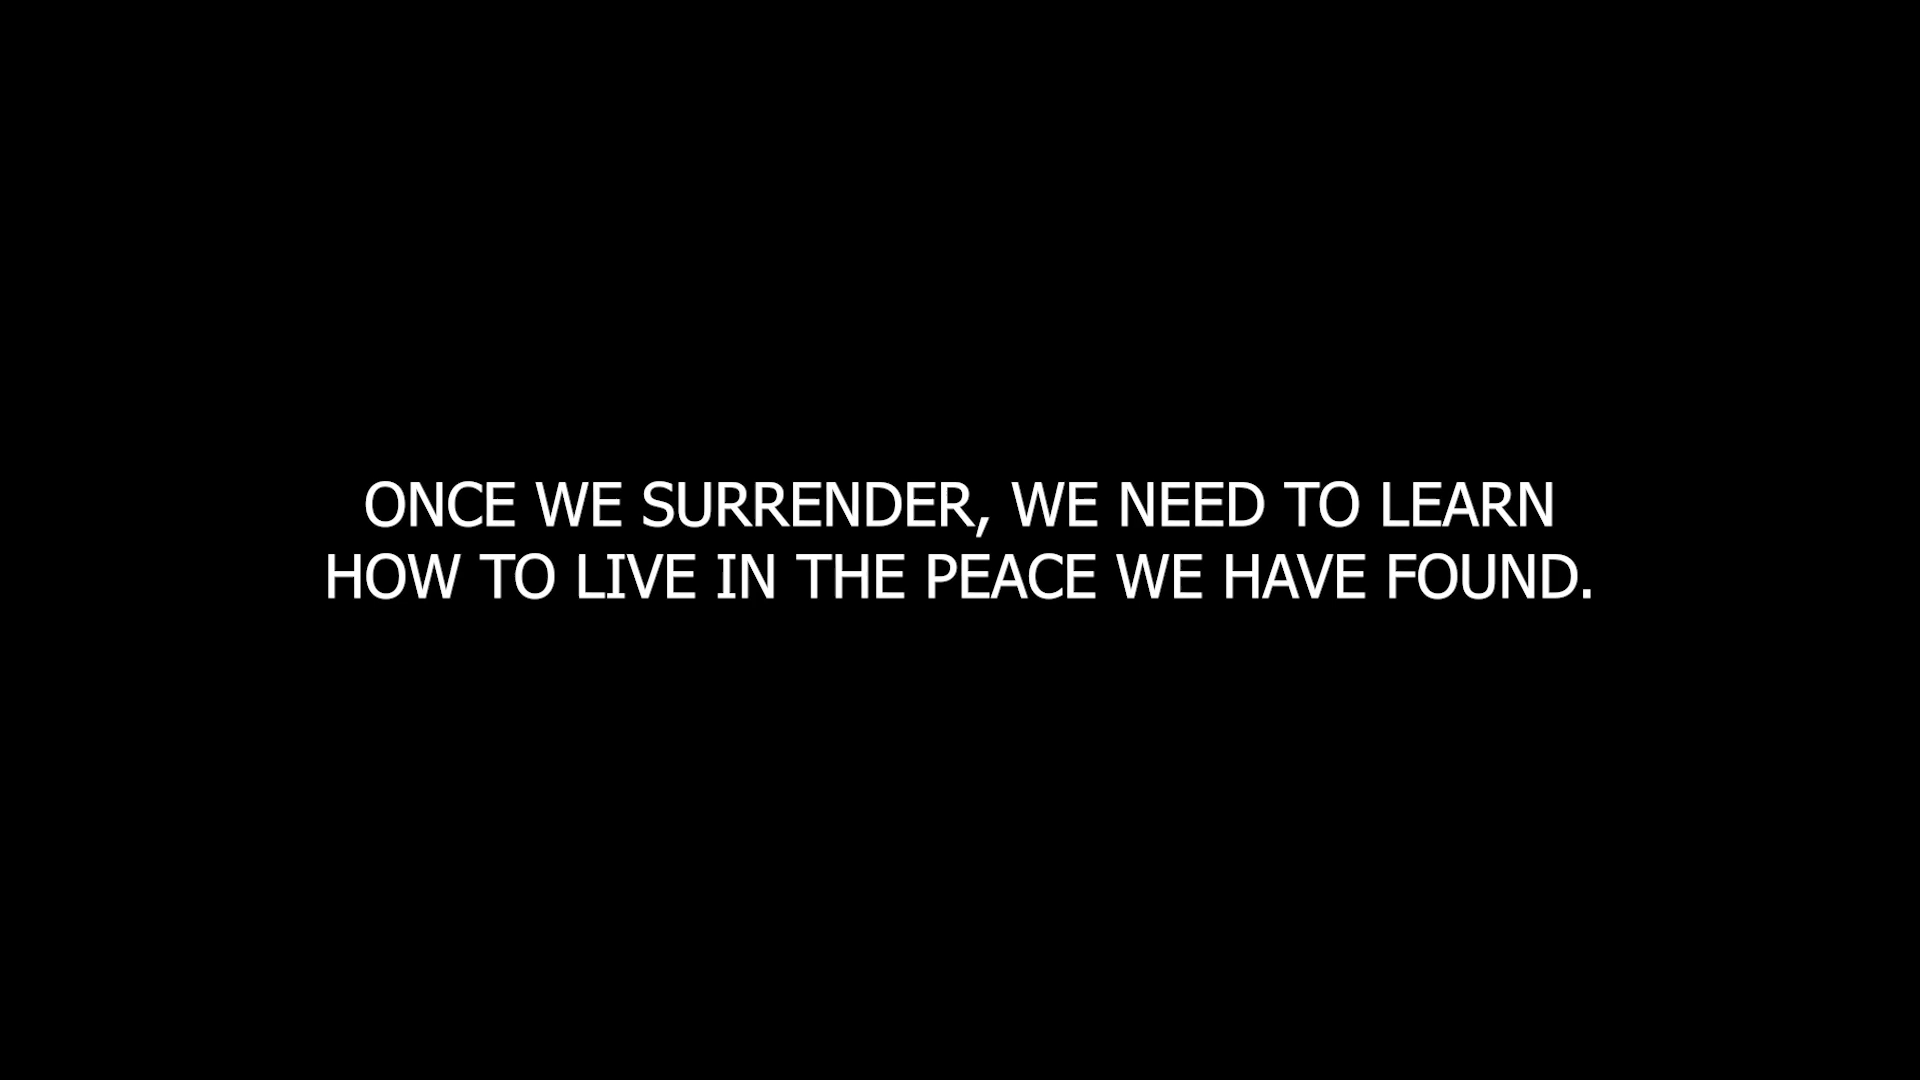 ONCE WE SURRENDER, WE NEED TO LEARN
HOW TO LIVE IN THE PEACE WE HAVE FOUND.